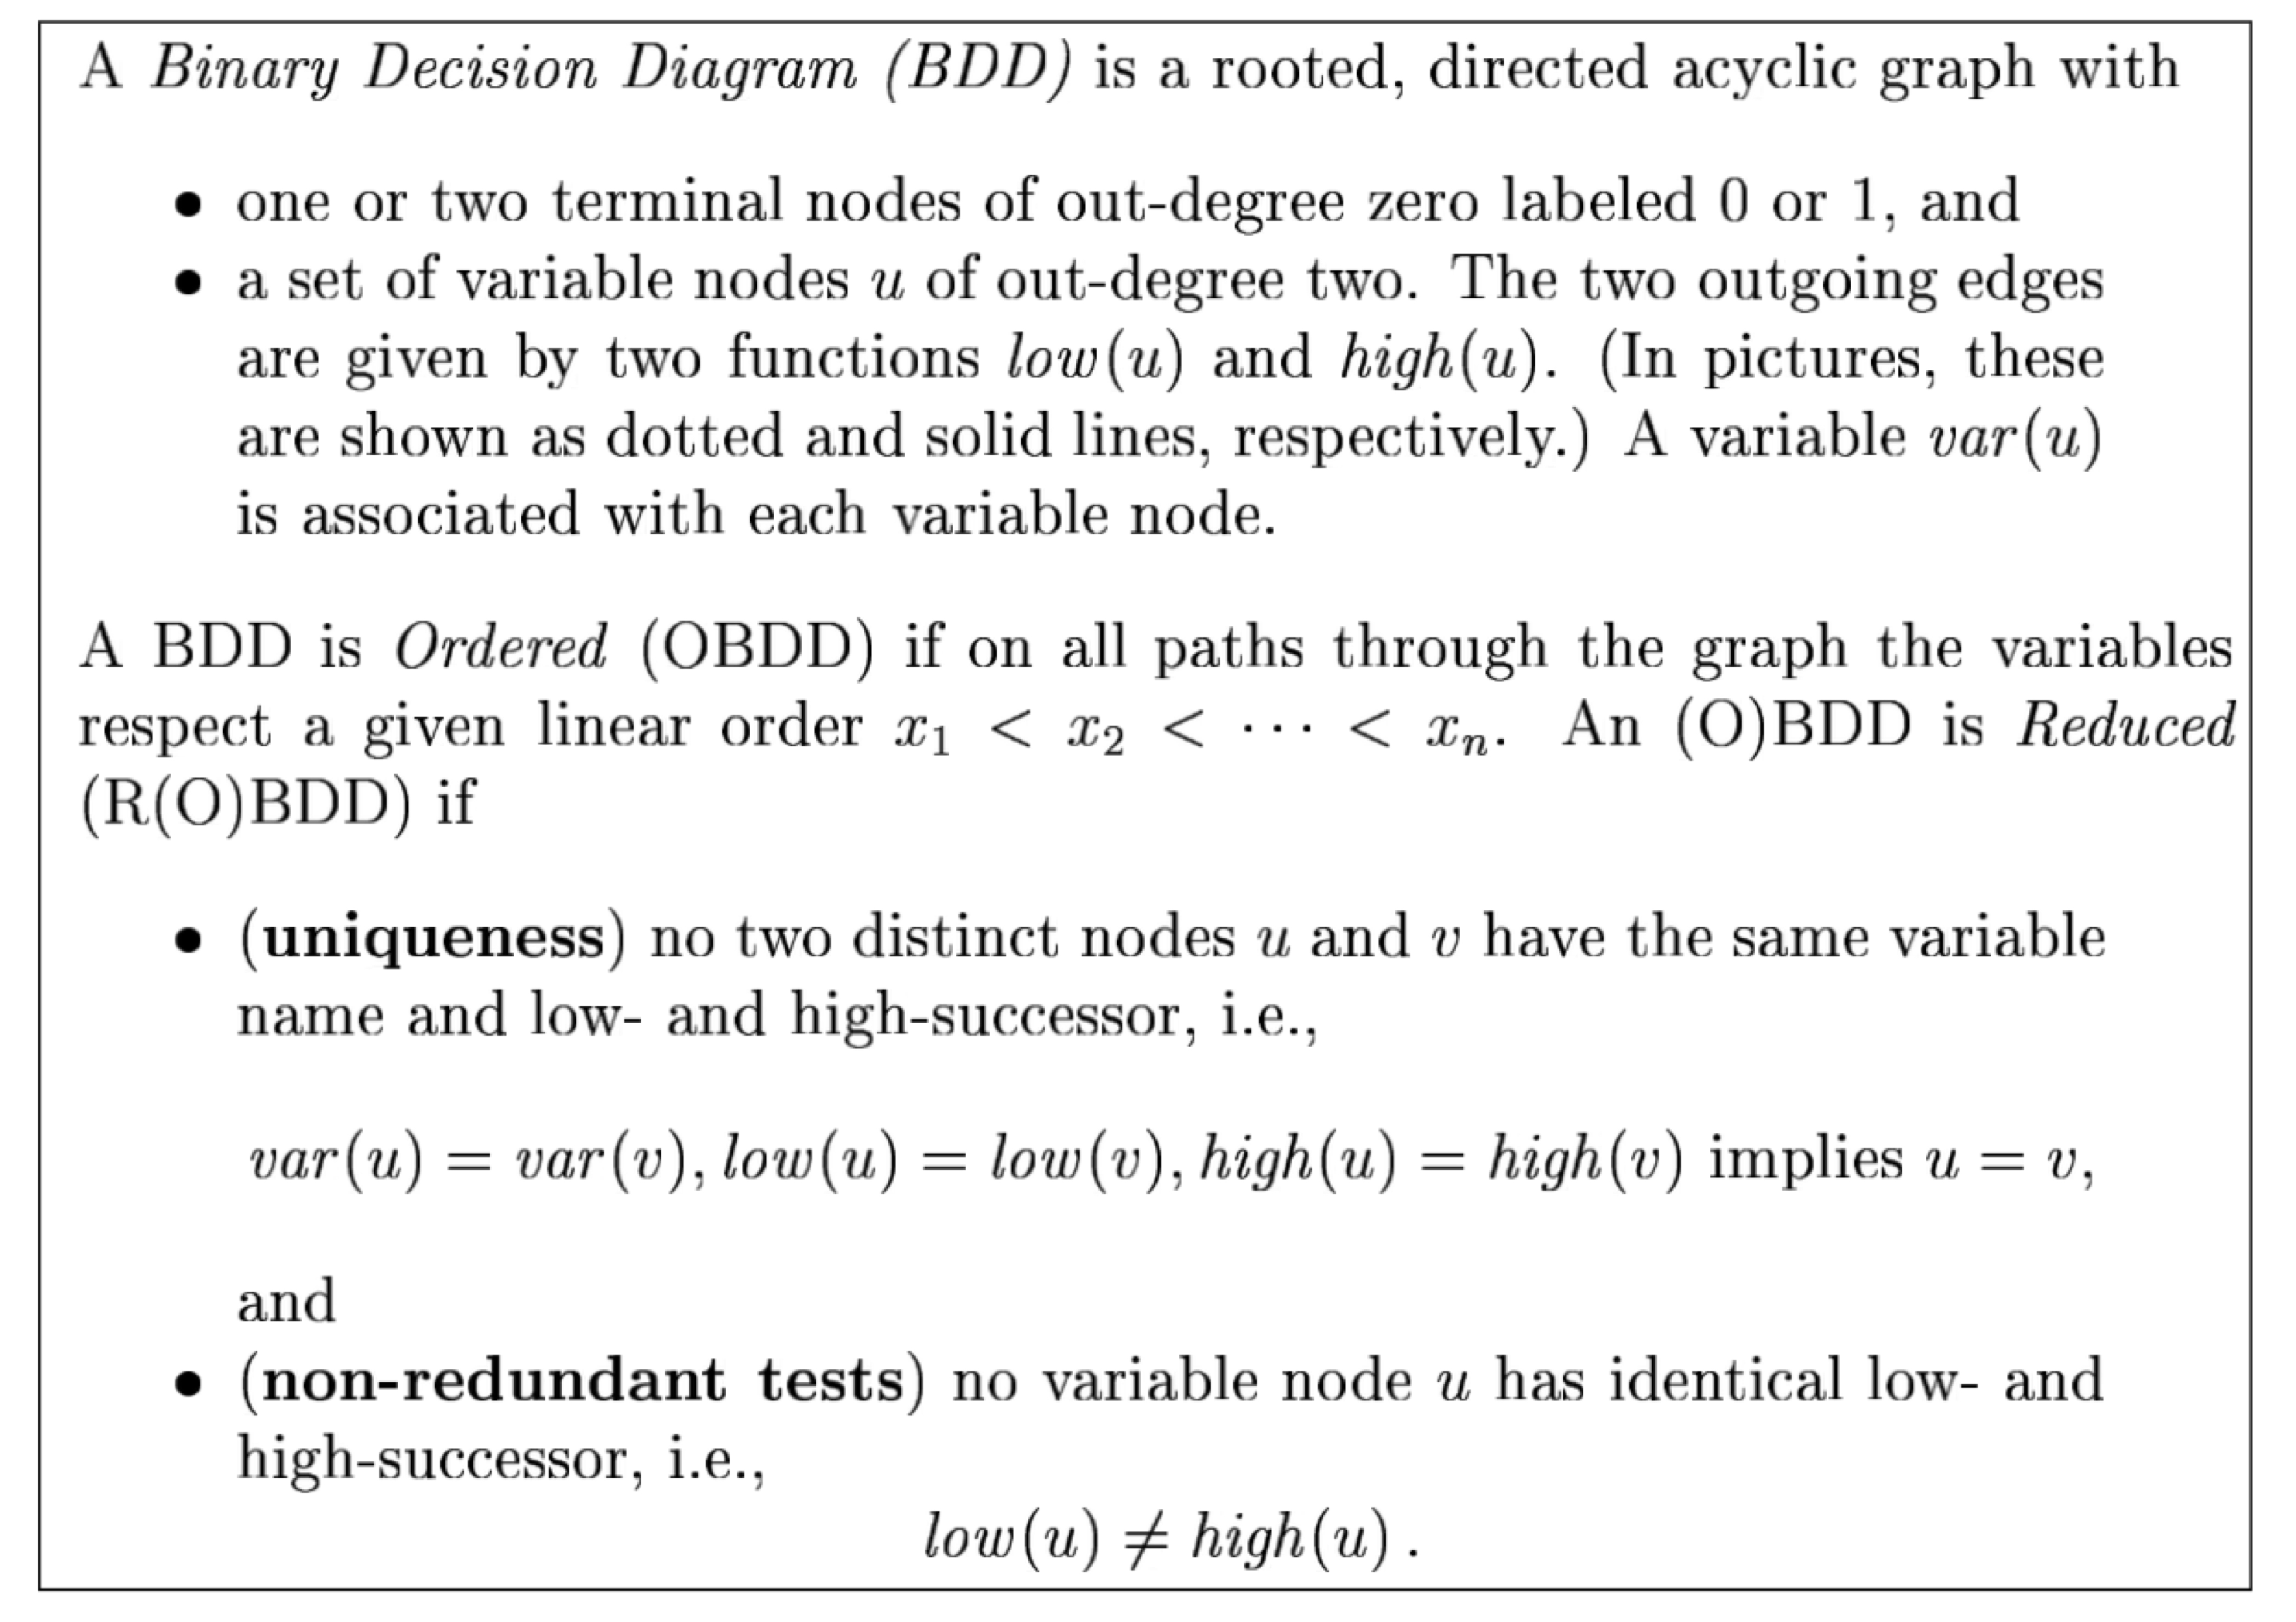 A Binary Decision Diagram (BDD) is a rooted, directed acyclic graph with
• one or two terminal nodes of out-degree zero labeled 0 or 1, and
• a set of variable nodes u of out-degree two. The two outgoing edges
are given by two functions low(u) and high(u). (In pictures, these
are shown as dotted and solid lines, respectively.) A variable var(u)
is associated with each variable node.
A BDD is Ordered (OBDD) if on all paths through the graph the variables
respect a given linear order x₁ < x₂ < ⋯ < xₙ. An (O)BDD is Reduced
(R(O)BDD) if
• (uniqueness) no two distinct nodes u and v have the same variable
name and low- and high-successor, i.e.,
var(u) = var(v), low(u) = low(v), high(u) = high(v) implies u = v,
and
• (non-redundant tests) no variable node u has identical low- and
high-successor, i.e.,
low(u) ≠ high(u) .